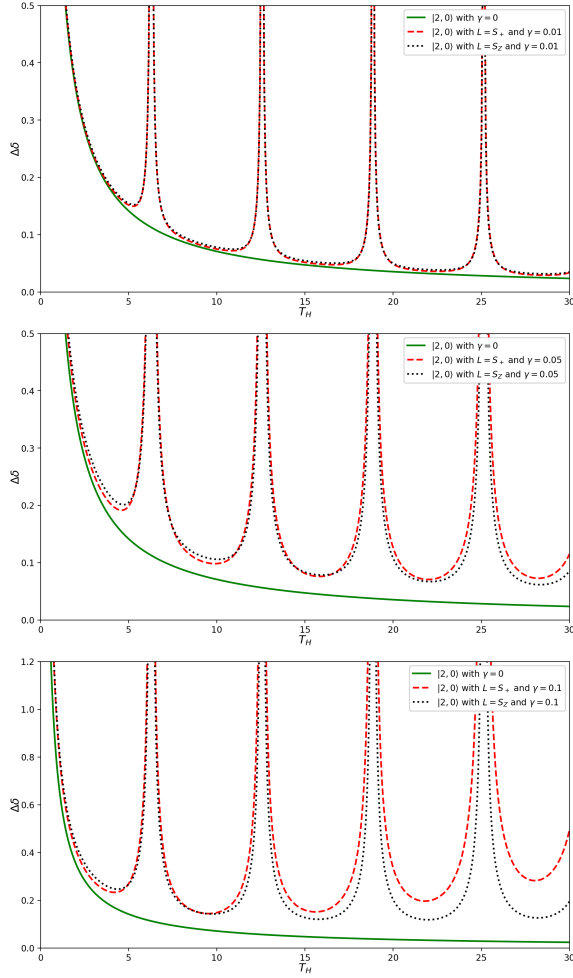 0.5
0.4
0.3
0.2
0.1
0.0
Δδ
|2, 0⟩ with γ = 0
|2, 0⟩ with L = S₊ and γ = 0.01
|2, 0⟩ with L = S_Z and γ = 0.01
0 5 10 15 20 25 30
T_H
0.5
0.4
0.3
0.2
0.1
0.0
Δδ
|2, 0⟩ with γ = 0
|2, 0⟩ with L = S₊ and γ = 0.05
|2, 0⟩ with L = S_Z and γ = 0.05
0 5 10 15 20 25 30
T_H
1.2
1.0
0.8
0.6
0.4
0.2
0.0
Δδ
|2, 0⟩ with γ = 0
|2, 0⟩ with L = S₊ and γ = 0.1
|2, 0⟩ with L = S_Z and γ = 0.1
0 5 10 15 20 25 30
T_H